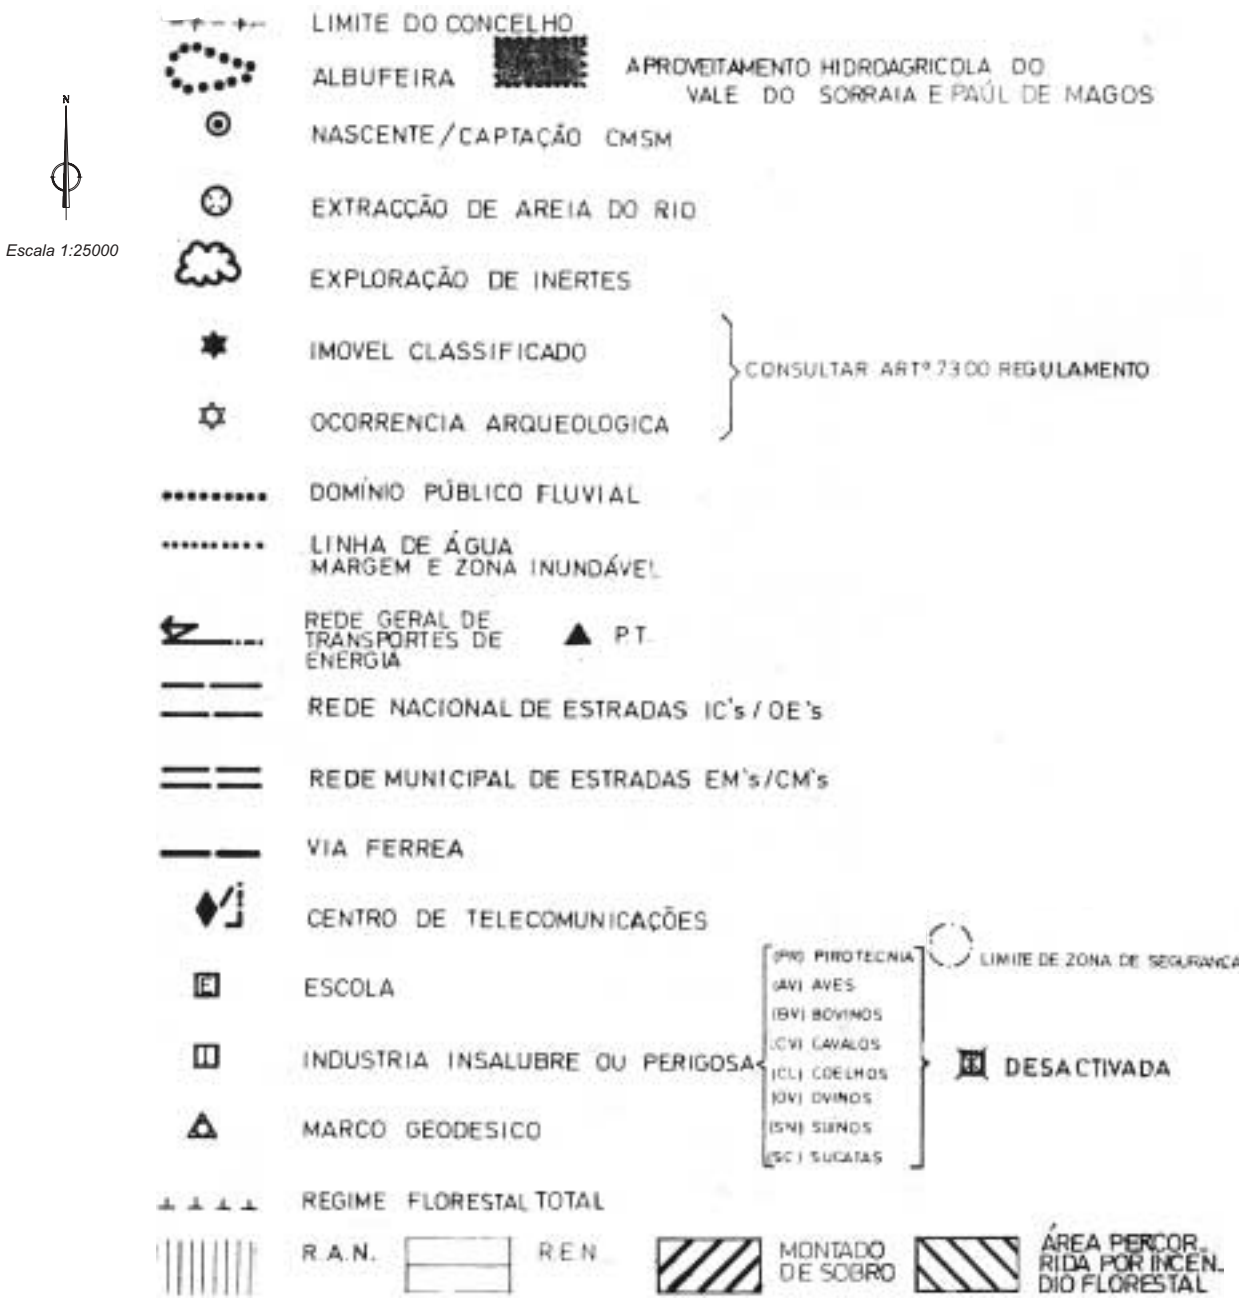 LIMITE DO CONCELHO
ALBUFEIRA
APROVEITAMENTO HIDROAGRICOLA DO
VALE DO SORRAIA E PAÚL DE MAGOS
N
NASCENTE/CAPTAÇÃO CMSM
EXTRACÇÃO DE AREIA DO RIO
Escala 1:25000
EXPLORAÇÃO DE INERTES
IMOVEL CLASSIFICADO
CONSULTAR ARTº 73 DO REGULAMENTO
OCORRENCIA ARQUEOLOGICA
DOMÍNIO PÚBLICO FLUVIAL
LINHA DE ÁGUA
MARGEM E ZONA INUNDÁVEL
REDE GERAL DE
TRANSPORTES DE
ENERGIA
P.T.
REDE NACIONAL DE ESTRADAS IC's / OE's
REDE MUNICIPAL DE ESTRADAS EM's/CM's
VIA FERREA
CENTRO DE TELECOMUNICAÇÕES
E ESCOLA
I INDUSTRIA INSALUBRE OU PERIGOSA
(PR) PIROTECNIA
(AV) AVES
(BV) BOVINOS
(CV) CAVALOS
(CL) COELHOS
(OV) OVINOS
(SN) SUINOS
(SC) SUCATAS
LIMITE DE ZONA DE SEGURANCA
DESACTIVADA
MARCO GEODESICO
REGIME FLORESTAL TOTAL
R.A.N.
R.E.N.
MONTADO
DE SOBRO
ÁREA PERCOR_
RIDA POR INCEN_
DIO FLORESTAL